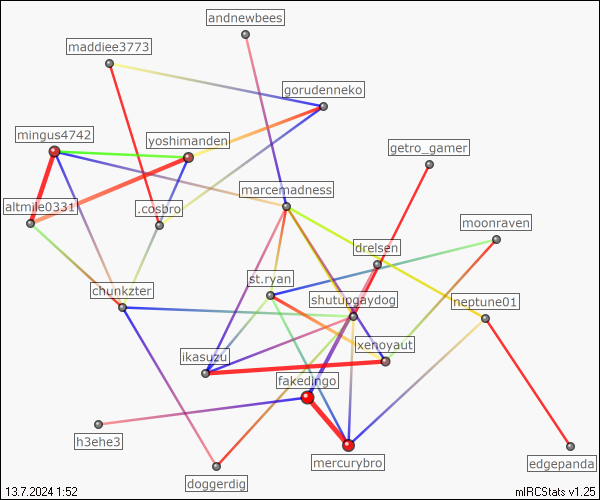 andnewbees
maddiee3773
gorudenneko
mingus4742
yoshimanden
getro_gamer
marcemadness
altmile0331
.cosbro
moonraven
drelsen
st.ryan
chunkzter
shutupgaydog
neptune01
xenoyaut
ikasuzu
fakedingo
h3ehe3
mercurybro
edgepanda
doggerdig
13.7.2024 1:52
mIRCStats v1.25